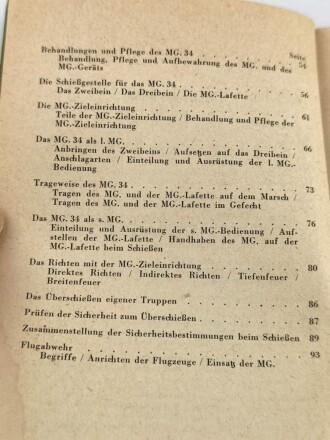 Behandlungen und Pflege des MG. 34 . . . . . . . . . Seite
Behandlung, Pflege und Aufbewahrung des MG. und des 54
MG.-Geräts
Die Schießgestelle für das MG. 34 . . . . . . . . . . 56
Das Zweibein / Das Dreibein / Die MG.-Lafette
Die MG.-Zieleinrichtung . . . . . . . . . . 61
Teile der MG.-Zieleinrichtung / Behandlung und Pflege der
MG.-Zieleinrichtung
Das MG. 34 als l. MG. . . . . . . . . . . 66
Anbringen des Zweibeins / Aufsetzen auf das Dreibein /
Anschlagarten / Einteilung und Ausrüstung der l. MG.-
Bedienung
Trageweise des MG. 34 . . . . . . . . . . 73
Tragen des MG. und der MG.-Lafette auf dem Marsch /
Tragen des MG. und der MG.-Lafette im Gefecht
Das MG. 34 als s. MG. . . . . . . . . . . 76
Einteilung und Ausrüstung der s. MG.-Bedienung / Auf-
stellen der MG.-Lafette / Handhaben des MG. auf der
MG.-Lafette beim Schießen
Das Richten mit der MG.-Zieleinrichtung . . . . . . . 80
Direktes Richten / Indirektes Richten / Tiefenfeuer /
Breitenfeuer
Das Überschießen eigener Truppen . . . . . . . . . 86
Prüfen der Sicherheit zum Überschießen . . . . . . . 87
Zusammenstellung der Sicherheitsbestimmungen beim Schießen 89
Flugabwehr . . . . . . . . . . 93
Begriffe / Anrichten der Flugzeuge / Einsatz der MG.